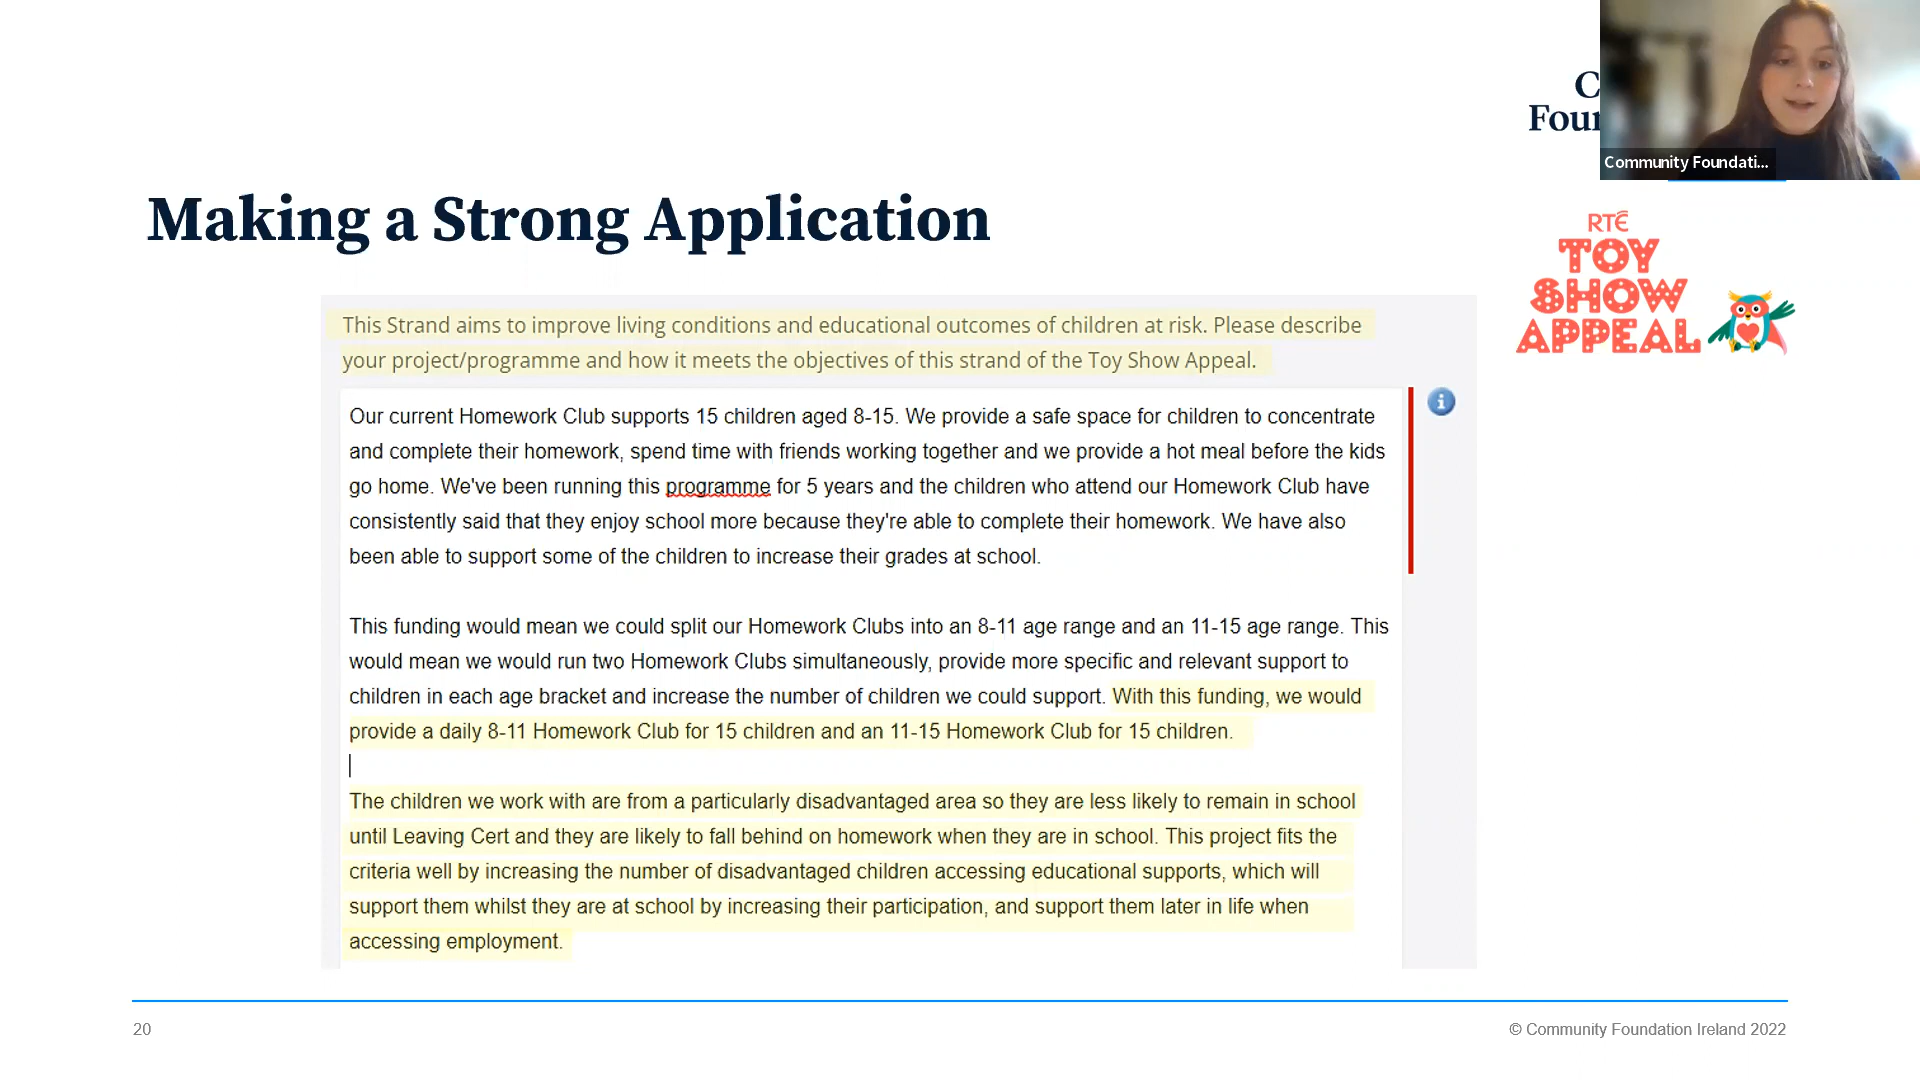 Community Foundati...
Making a Strong Application
RTÉ
TOY
SHOW
APPEAL
This Strand aims to improve living conditions and educational outcomes of children at risk. Please describe
your project/programme and how it meets the objectives of this strand of the Toy Show Appeal.
Our current Homework Club supports 15 children aged 8-15. We provide a safe space for children to concentrate
and complete their homework, spend time with friends working together and we provide a hot meal before the kids
go home. We've been running this programme for 5 years and the children who attend our Homework Club have
consistently said that they enjoy school more because they're able to complete their homework. We have also
been able to support some of the children to increase their grades at school.
This funding would mean we could split our Homework Clubs into an 8-11 age range and an 11-15 age range. This
would mean we would run two Homework Clubs simultaneously, provide more specific and relevant support to
children in each age bracket and increase the number of children we could support. With this funding, we would
provide a daily 8-11 Homework Club for 15 children and an 11-15 Homework Club for 15 children.
The children we work with are from a particularly disadvantaged area so they are less likely to remain in school
until Leaving Cert and they are likely to fall behind on homework when they are in school. This project fits the
criteria well by increasing the number of disadvantaged children accessing educational supports, which will
support them whilst they are at school by increasing their participation, and support them later in life when
accessing employment.
20
© Community Foundation Ireland 2022